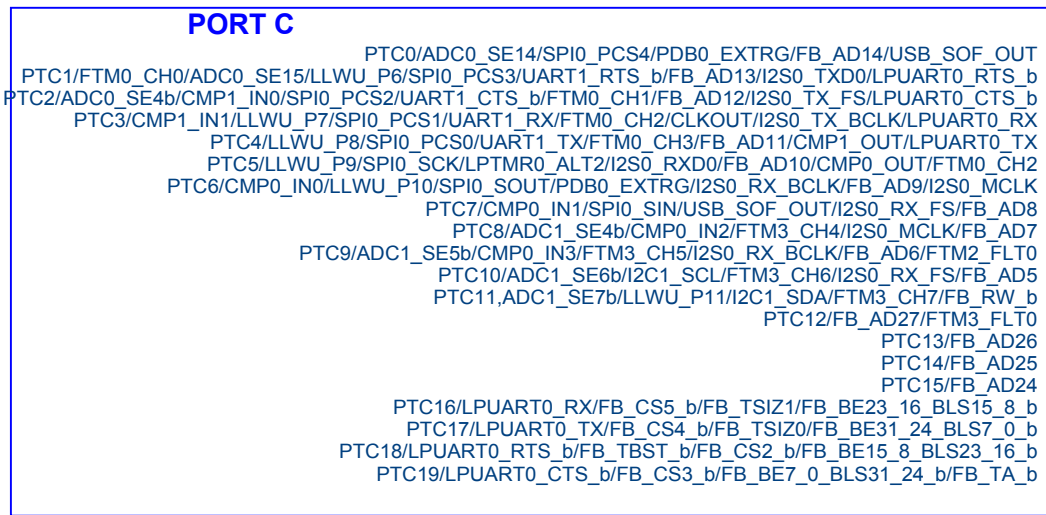 PORT C
PTC0/ADC0_SE14/SPI0_PCS4/PDB0_EXTRG/FB_AD14/USB_SOF_OUT
PTC1/FTM0_CH0/ADC0_SE15/LLWU_P6/SPI0_PCS3/UART1_RTS_b/FB_AD13/I2S0_TXD0/LPUART0_RTS_b
PTC2/ADC0_SE4b/CMP1_IN0/SPI0_PCS2/UART1_CTS_b/FTM0_CH1/FB_AD12/I2S0_TX_FS/LPUART0_CTS_b
PTC3/CMP1_IN1/LLWU_P7/SPI0_PCS1/UART1_RX/FTM0_CH2/CLKOUT/I2S0_TX_BCLK/LPUART0_RX
PTC4/LLWU_P8/SPI0_PCS0/UART1_TX/FTM0_CH3/FB_AD11/CMP1_OUT/LPUART0_TX
PTC5/LLWU_P9/SPI0_SCK/LPTMR0_ALT2/I2S0_RXD0/FB_AD10/CMP0_OUT/FTM0_CH2
PTC6/CMP0_IN0/LLWU_P10/SPI0_SOUT/PDB0_EXTRG/I2S0_RX_BCLK/FB_AD9/I2S0_MCLK
PTC7/CMP0_IN1/SPI0_SIN/USB_SOF_OUT/I2S0_RX_FS/FB_AD8
PTC8/ADC1_SE4b/CMP0_IN2/FTM3_CH4/I2S0_MCLK/FB_AD7
PTC9/ADC1_SE5b/CMP0_IN3/FTM3_CH5/I2S0_RX_BCLK/FB_AD6/FTM2_FLT0
PTC10/ADC1_SE6b/I2C1_SCL/FTM3_CH6/I2S0_RX_FS/FB_AD5
PTC11,ADC1_SE7b/LLWU_P11/I2C1_SDA/FTM3_CH7/FB_RW_b
PTC12/FB_AD27/FTM3_FLT0
PTC13/FB_AD26
PTC14/FB_AD25
PTC15/FB_AD24
PTC16/LPUART0_RX/FB_CS5_b/FB_TSIZ1/FB_BE23_16_BLS15_8_b
PTC17/LPUART0_TX/FB_CS4_b/FB_TSIZ0/FB_BE31_24_BLS7_0_b
PTC18/LPUART0_RTS_b/FB_TBST_b/FB_CS2_b/FB_BE15_8_BLS23_16_b
PTC19/LPUART0_CTS_b/FB_CS3_b/FB_BE7_0_BLS31_24_b/FB_TA_b